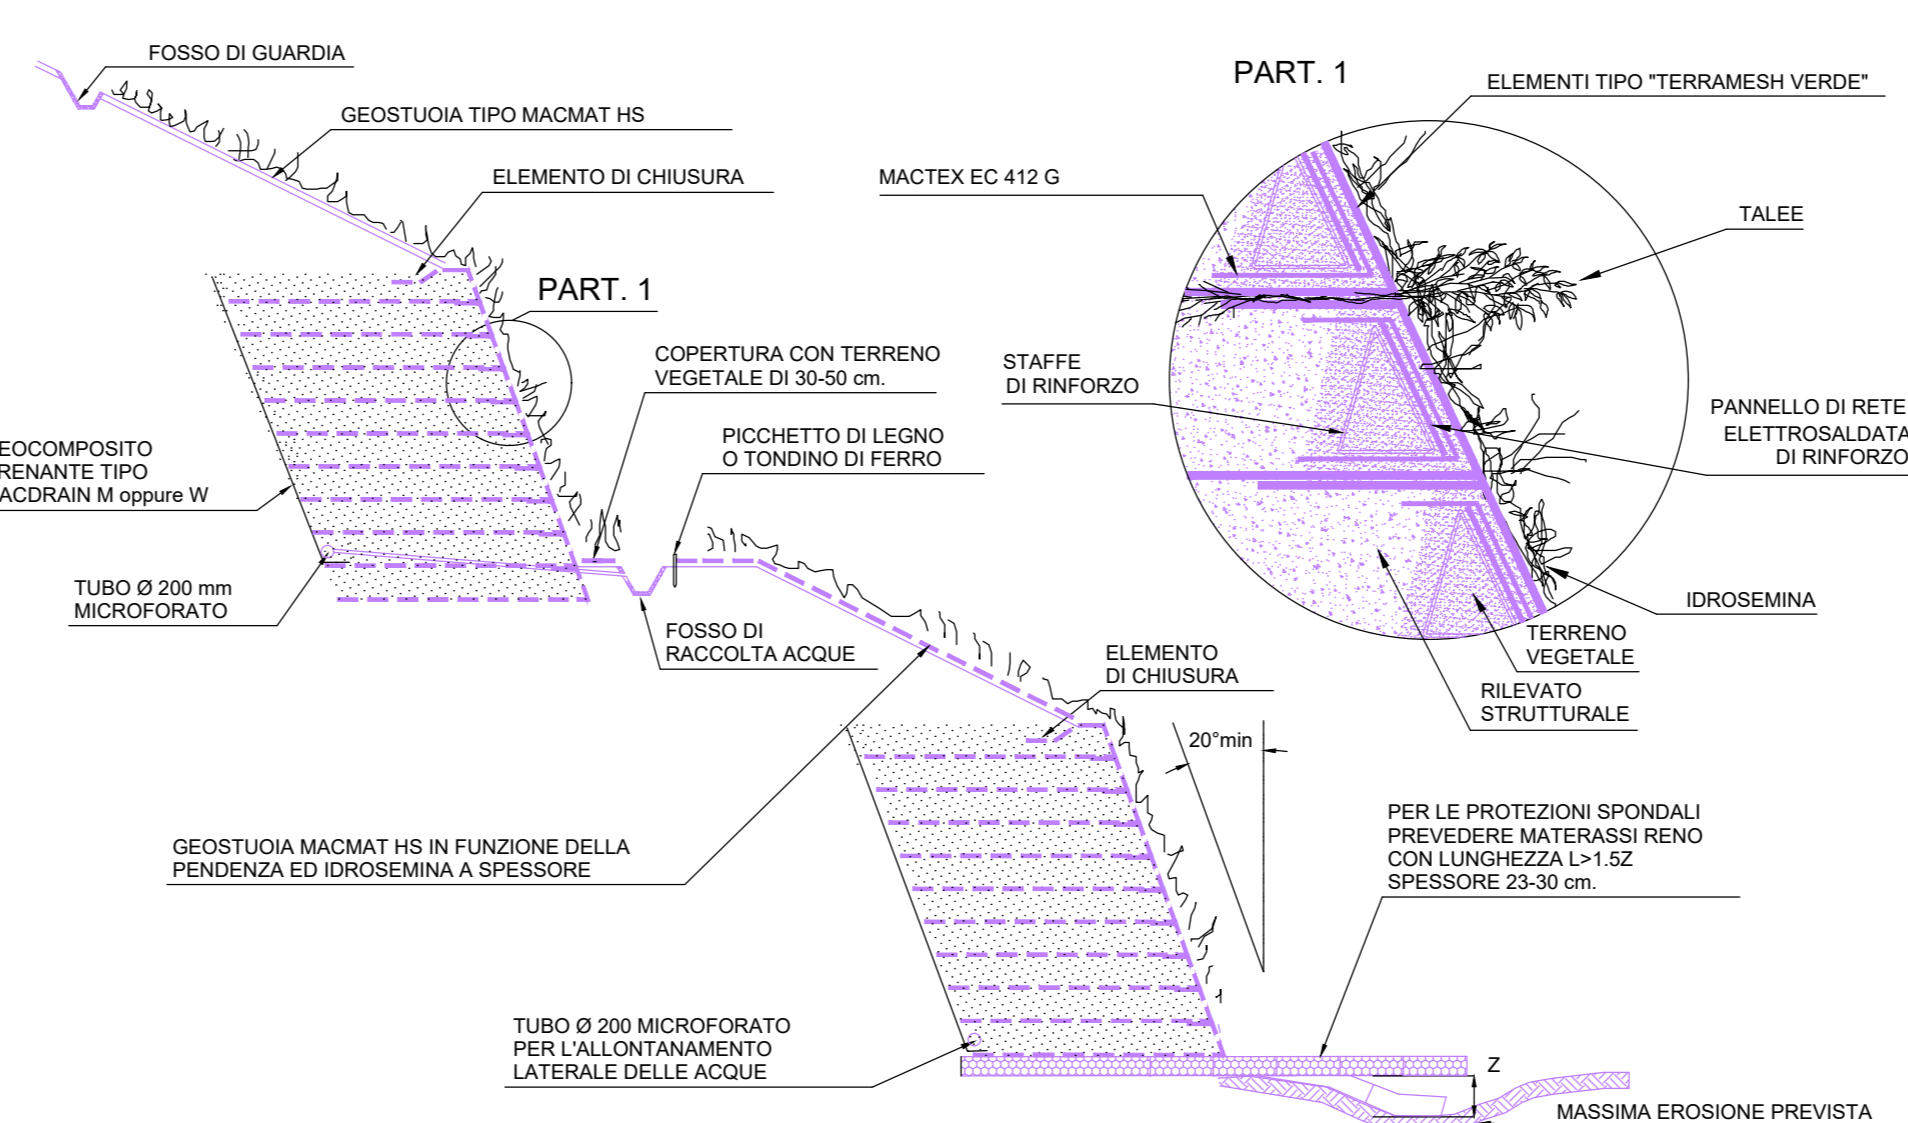 FOSSO DI GUARDIA
GEOSTUOIA TIPO MACMAT HS
ELEMENTO DI CHIUSURA
PART. 1
COPERTURA CON TERRENO
VEGETALE DI 30-50 cm.
PICCHETTO DI LEGNO
O TONDINO DI FERRO
EOCOMPOSITO
RENANTE TIPO
ACDRAIN M oppure W
TUBO Ø 200 mm
MICROFORATO
FOSSO DI
RACCOLTA ACQUE
ELEMENTO
DI CHIUSURA
20°min
GEOSTUOIA MACMAT HS IN FUNZIONE DELLA
PENDENZA ED IDROSEMINA A SPESSORE
PER LE PROTEZIONI SPONDALI
PREVEDERE MATERASSI RENO
CON LUNGHEZZA L>1.5Z
SPESSORE 23-30 cm.
TUBO Ø 200 MICROFORATO
PER L'ALLONTANAMENTO
LATERALE DELLE ACQUE
Z
MASSIMA EROSIONE PREVISTA
PART. 1
ELEMENTI TIPO "TERRAMESH VERDE"
MACTEX EC 412 G
TALEE
STAFFE
DI RINFORZO
PANNELLO DI RETE
ELETTROSALDATA
DI RINFORZO
IDROSEMINA
TERRENO
VEGETALE
RILEVATO
STRUTTURALE